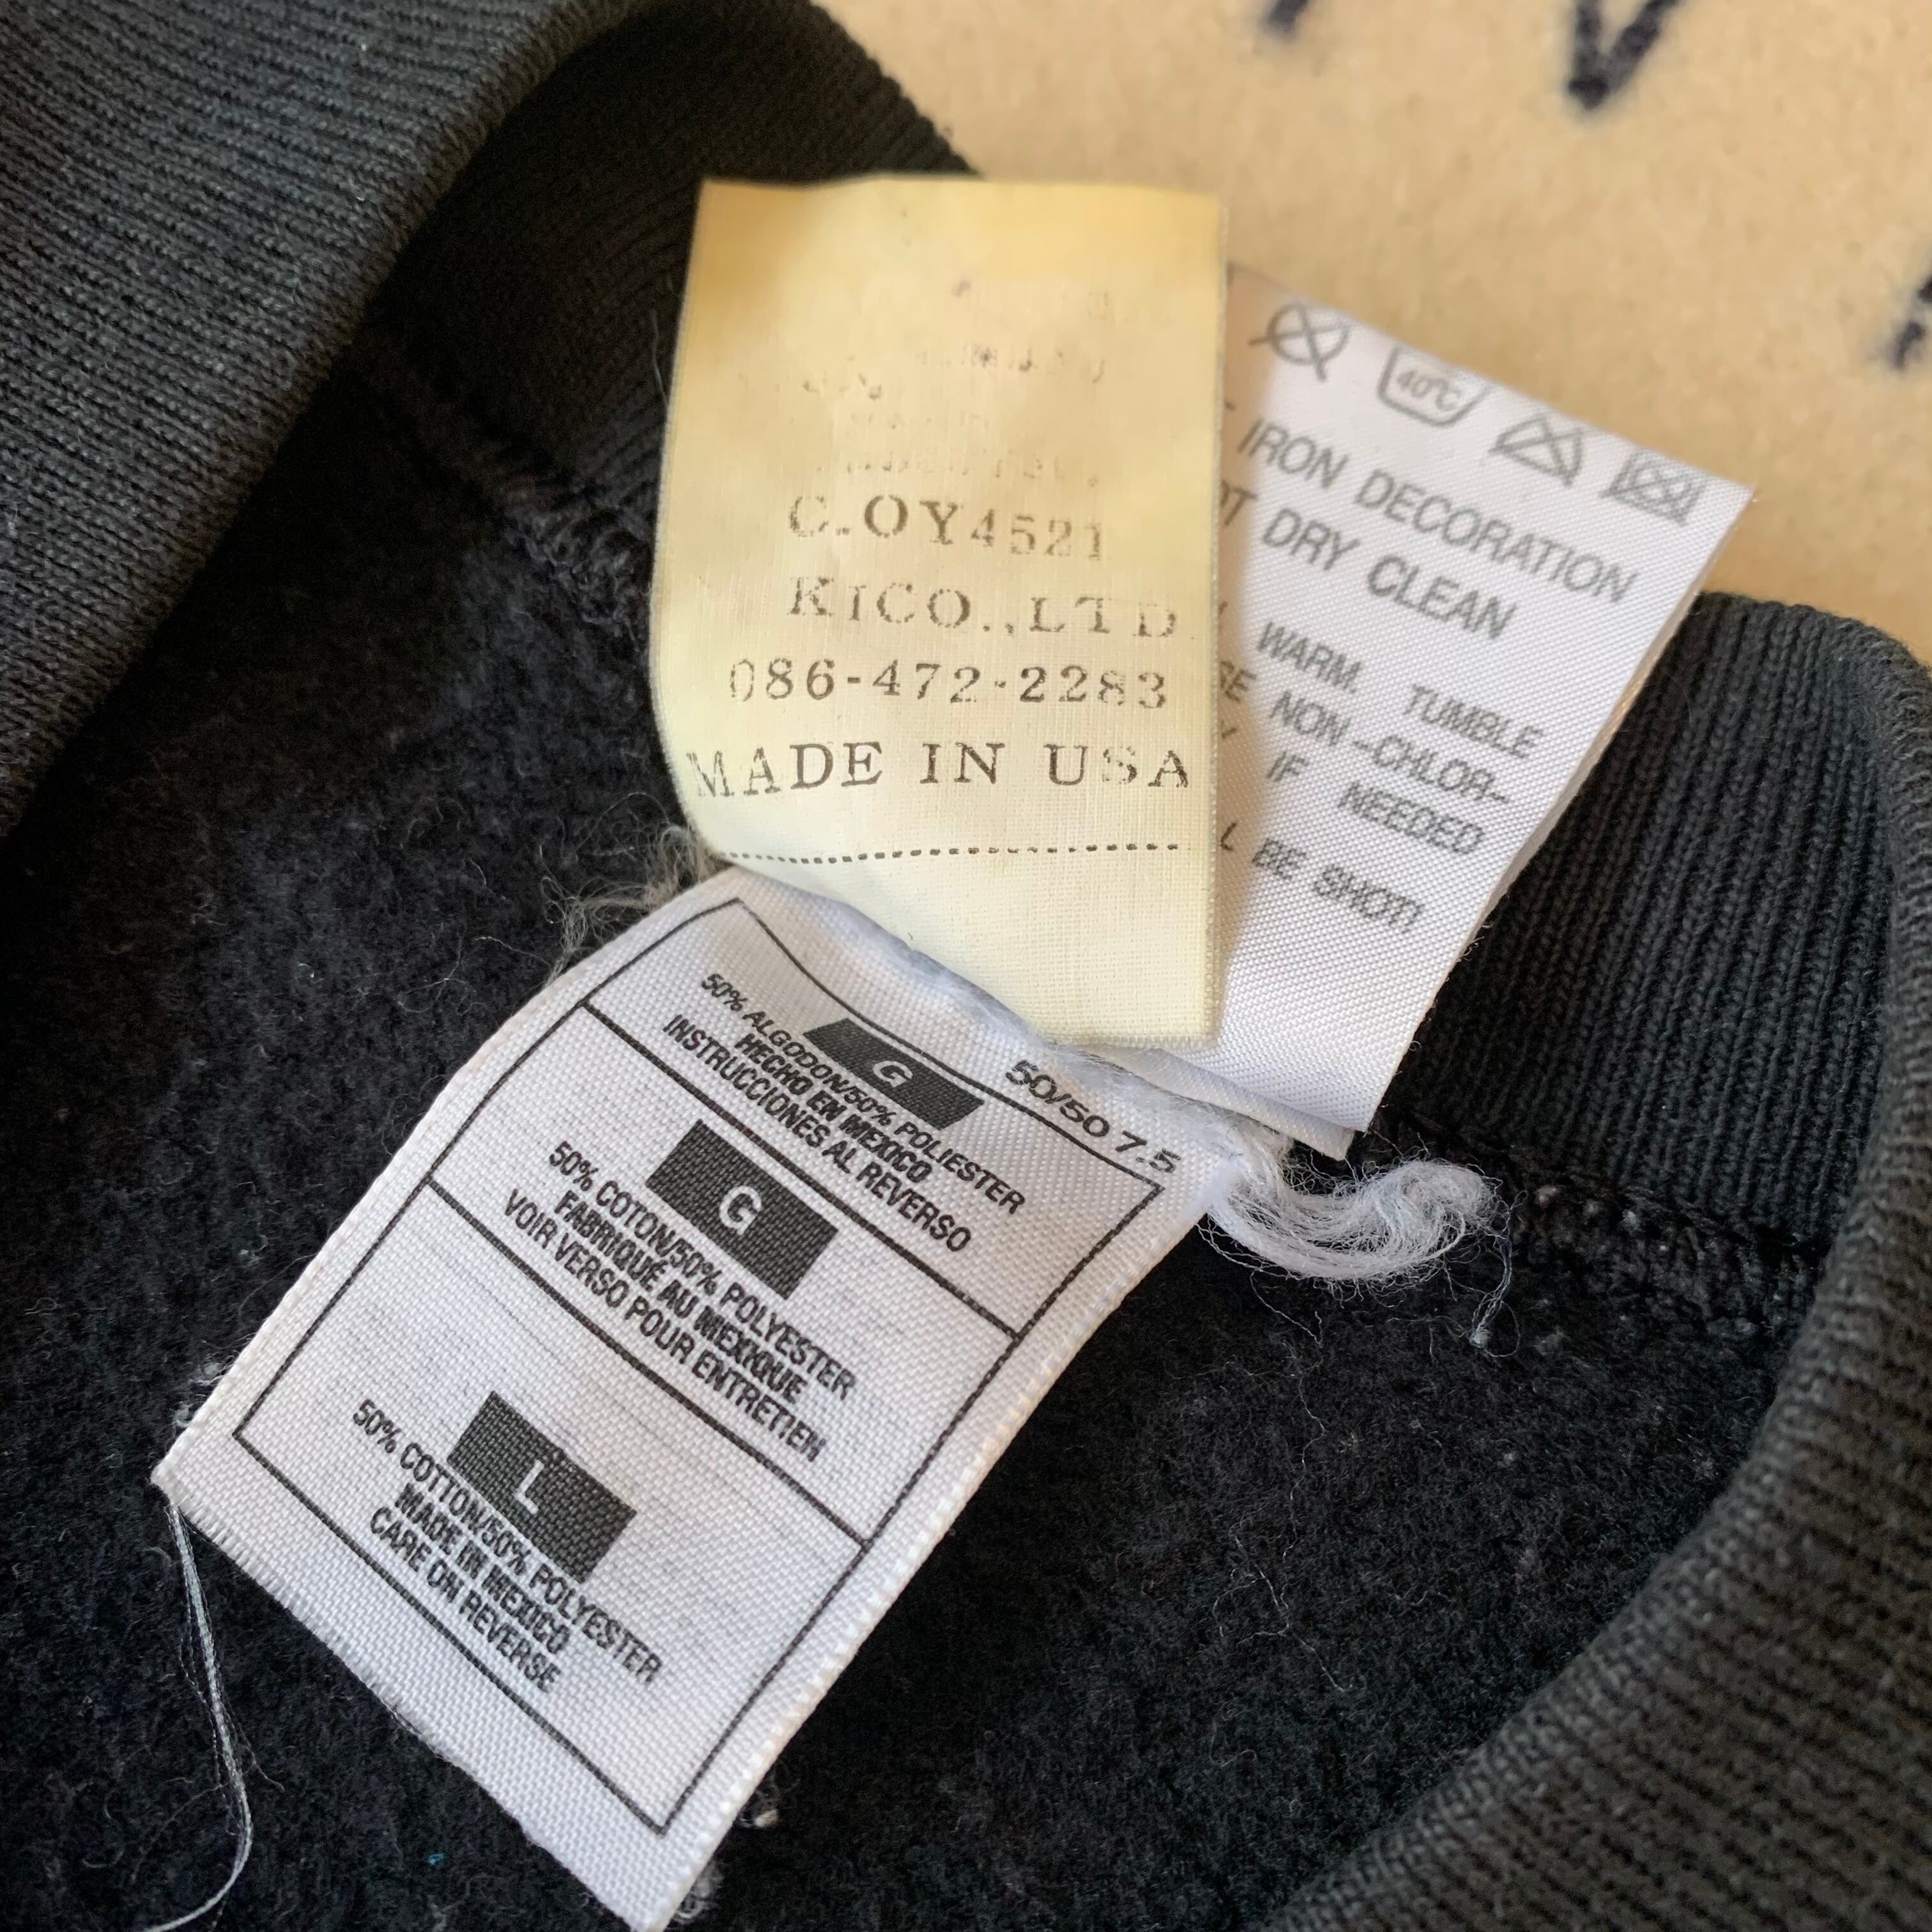 C.OY4521
KICO.,LTD.
086-472-2283
MADE IN USA
40°C
IRON DECORATION
DRY CLEAN
WARM. TUMBLE
NON-CHLOR-
IF NEEDED
BE SHOT!
50/50 7.5
G
50% ALGODON/50% POLIESTER
HECHO EN MEXICO
INSTRUCCIONES AL REVERSO
G
50% COTON/50% POLYESTER
FABRIQUÉ AU MEXIQUE
VOIR VERSO POUR ENTRETIEN
L
50% COTTON/50% POLYESTER
MADE IN MEXICO
CARE ON REVERSE